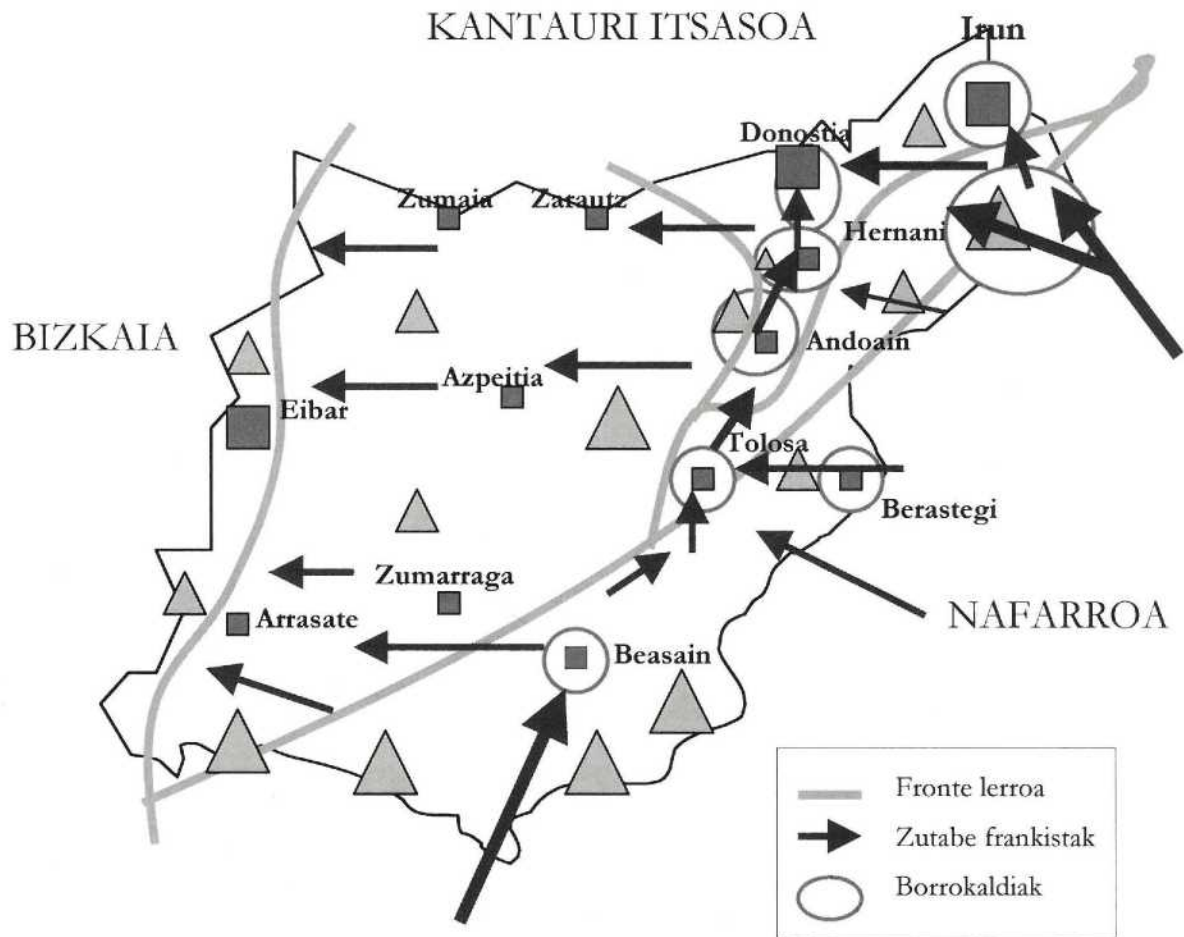 KANTAURI ITSASOA
Irun
Donostia
Zumaia
Zarautz
Hernani
BIZKAIA
Andoain
Azpeitia
Eibar
Tolosa
Berastegi
Zumarraga
Arrasate
NAFARROA
Beasain
Fronte lerroa
Zutabe frankistak
Borrokaldiak